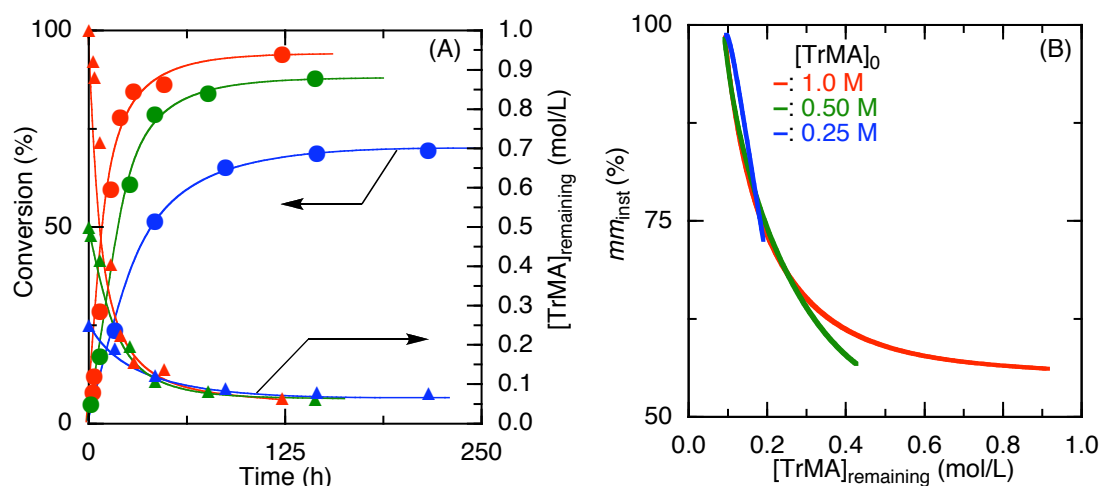 (A)
Conversion (%)
100
50
0
0
125
250
Time (h)
1.0
0.9
0.8
0.7
0.6
0.5
0.4
0.3
0.2
0.1
0.0
[TrMA]remaining (mol/L)
(B)
mminst (%)
100
75
50
[TrMA]0
–: 1.0 M
–: 0.50 M
–: 0.25 M
0.0
0.2
0.4
0.6
0.8
1.0
[TrMA]remaining (mol/L)